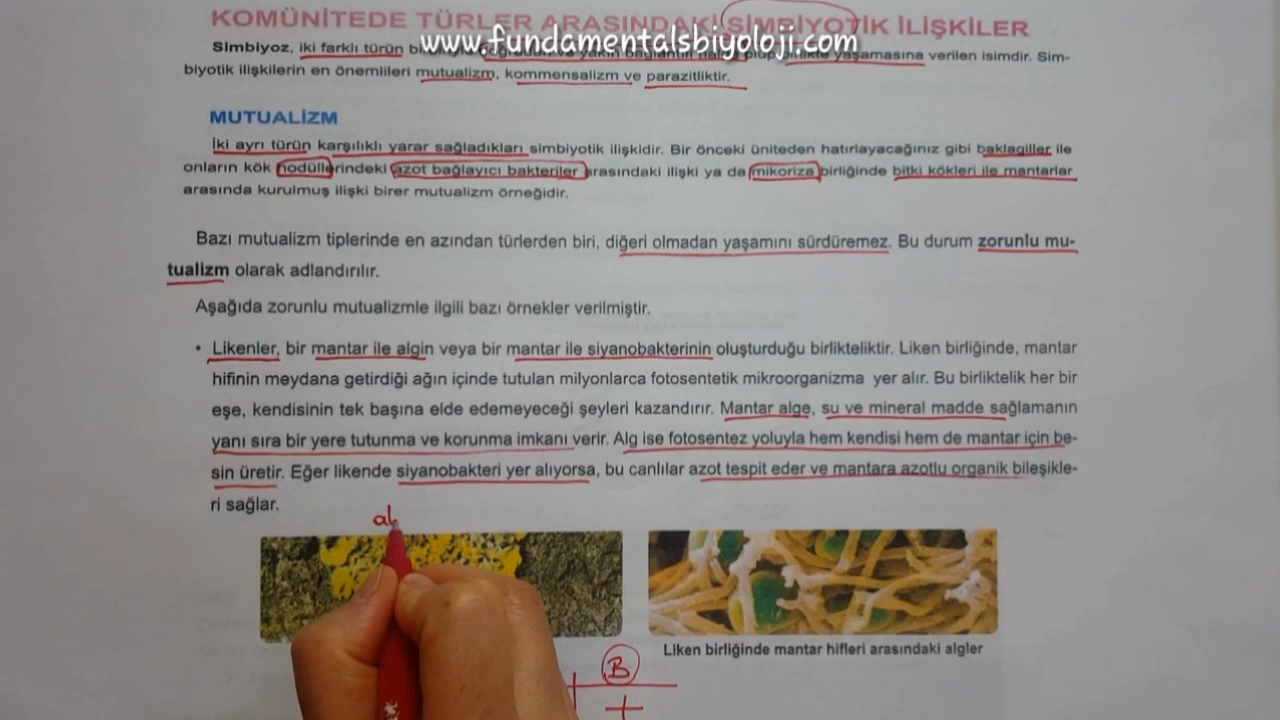 KOMÜNİTEDE TÜRLER ARASINDAKİ SİMBİYOTİK İLİŞKİLER
www.fundamentalsbiyoloji.com
Simbiyoz, iki farklı türün olup birlikte yaşamasına verilen isimdir. Sim-
biyotik ilişkilerin en önemlileri mutualizm, kommensalizm ve parazitliktir.
MUTUALİZM
İki ayrı türün karşılıklı yarar sağladıkları simbiyotik ilişkidir. Bir önceki üniteden hatırlayacağınız gibi baklagiller ile
onların kök nodüllerindeki azot bağlayıcı bakteriler arasındaki ilişki ya da mikoriza birliğinde bitki kökleri ile mantarlar
arasında kurulmuş ilişki birer mutualizm örneğidir.
Bazı mutualizm tiplerinde en azından türlerden biri, diğeri olmadan yaşamını sürdüremez. Bu durum zorunlu mu-
tualizm olarak adlandırılır.
Aşağıda zorunlu mutualizmle ilgili bazı örnekler verilmiştir.
• Likenler, bir mantar ile algin veya bir mantar ile siyanobakterinin oluşturduğu birlikteliktir. Liken birliğinde, mantar
hifinin meydana getirdiği ağın içinde tutulan milyonlarca fotosentetik mikroorganizma yer alır. Bu birliktelik her bir
eşe, kendisinin tek başına elde edemeyeceği şeyleri kazandırır. Mantar alge, su ve mineral madde sağlamanın
yanı sıra bir yere tutunma ve korunma imkanı verir. Alg ise fotosentez yoluyla hem kendisi hem de mantar için be-
sin üretir. Eğer likende siyanobakteri yer alıyorsa, bu canlılar azot tespit eder ve mantara azotlu organik bileşikle-
ri sağlar.
al
Liken birliğinde mantar hifleri arasındaki algler
B
+